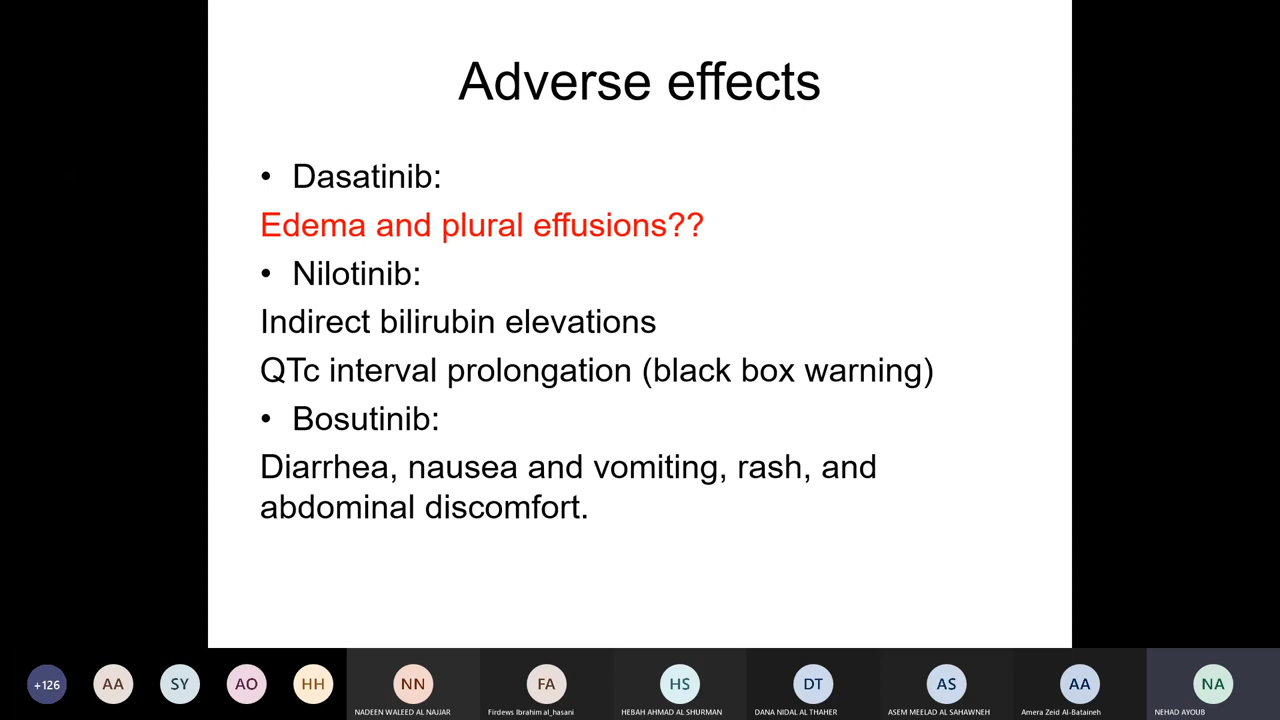 Adverse effects
• Dasatinib:
Edema and plural effusions??
• Nilotinib:
Indirect bilirubin elevations
QTc interval prolongation (black box warning)
• Bosutinib:
Diarrhea, nausea and vomiting, rash, and
abdominal discomfort.
+126 AA SY AO HH NN FA HS DT AS AA NA
NADEEN WALEED AL NAJJAR Firdews Ibrahim al_hasani HEBAH AHMAD AL SHURMAN DANA NIDAL AL THAHER ASEM MEELAD AL SAHAWNEH Amera Zeid Al-Bataineh NEHAD AYOUB